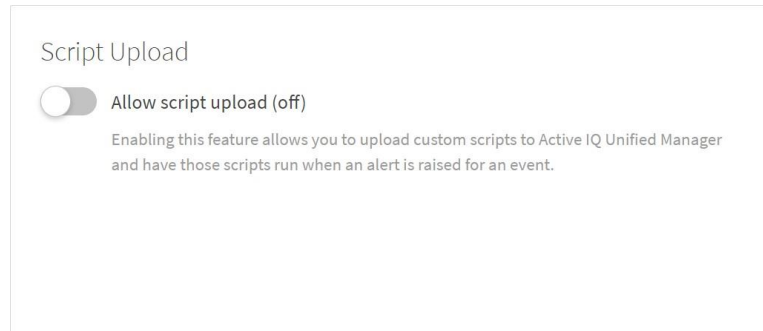 Script Upload
Allow script upload (off)
Enabling this feature allows you to upload custom scripts to Active IQ Unified Manager
and have those scripts run when an alert is raised for an event.